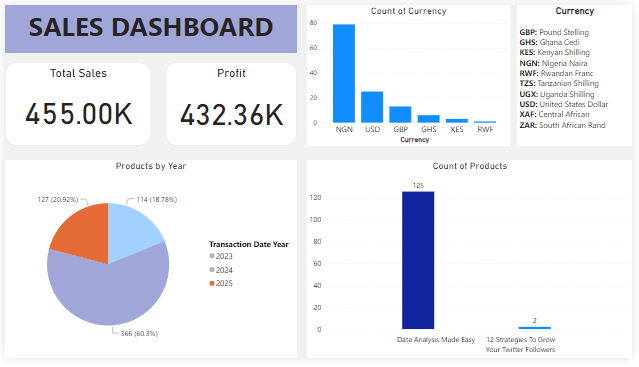 SALES DASHBOARD
Total Sales
455.00K
Profit
432.36K
Count of Currency
80
60
40
20
0
NGN
USD
GBP
GHS
KES
RWF
Currency
Currency
GBP: Pound Stelling
GHS: Ghana Cedi
KES: Kenyan Shilling
NGN: Nigeria Naira
RWF: Rwandan Franc
TZS: Tanzanian Shilling
UGX: Uganda Shilling
USD: United States Dollar
XAF: Central African
ZAR: South African Rand
Products by Year
127 (20.92%)
114 (18.78%)
366 (60.3%)
Transaction Date Year
2023
2024
2025
Count of Products
120
100
80
60
40
20
0
125
2
Data Analysis Made Easy
12 Strategies To Grow
Your Twitter Followers